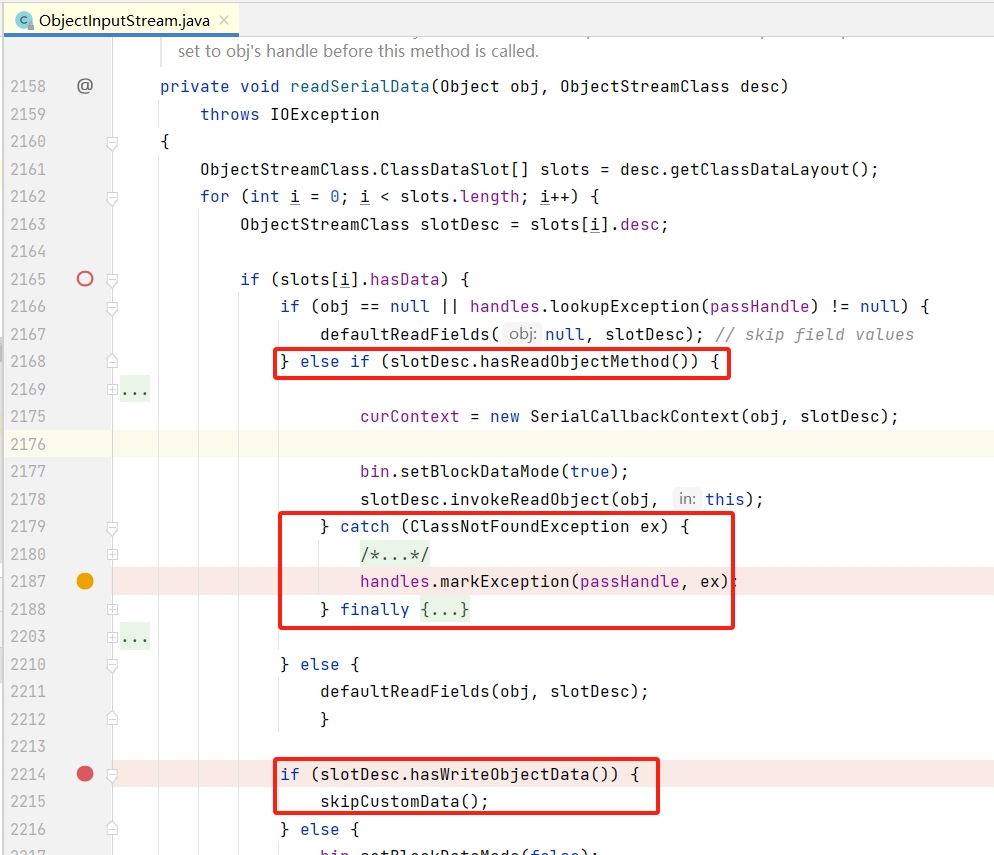 ObjectInputStream.java
set to obj's handle before this method is called.
2158 @ private void readSerialData(Object obj, ObjectStreamClass desc)
2159 throws IOException
2160 {
2161 ObjectStreamClass.ClassDataSlot[] slots = desc.getClassDataLayout();
2162 for (int i = 0; i < slots.length; i++) {
2163 ObjectStreamClass slotDesc = slots[i].desc;
2164
2165 if (slots[i].hasData) {
2166 if (obj == null || handles.lookupException(passHandle) != null) {
2167 defaultReadFields( obj: null, slotDesc); // skip field values
2168 } else if (slotDesc.hasReadObjectMethod()) {
2169 ...
2175 curContext = new SerialCallbackContext(obj, slotDesc);
2176
2177 bin.setBlockDataMode(true);
2178 slotDesc.invokeReadObject(obj, in: this);
2179 } catch (ClassNotFoundException ex) {
2180 /*...*/
2187 handles.markException(passHandle, ex);
2188 } finally {...}
2203 ...
2210 } else {
2211 defaultReadFields(obj, slotDesc);
2212 }
2213
2214 if (slotDesc.hasWriteObjectData()) {
2215 skipCustomData();
2216 } else {
2217 bin.setBlockDataMode(false);